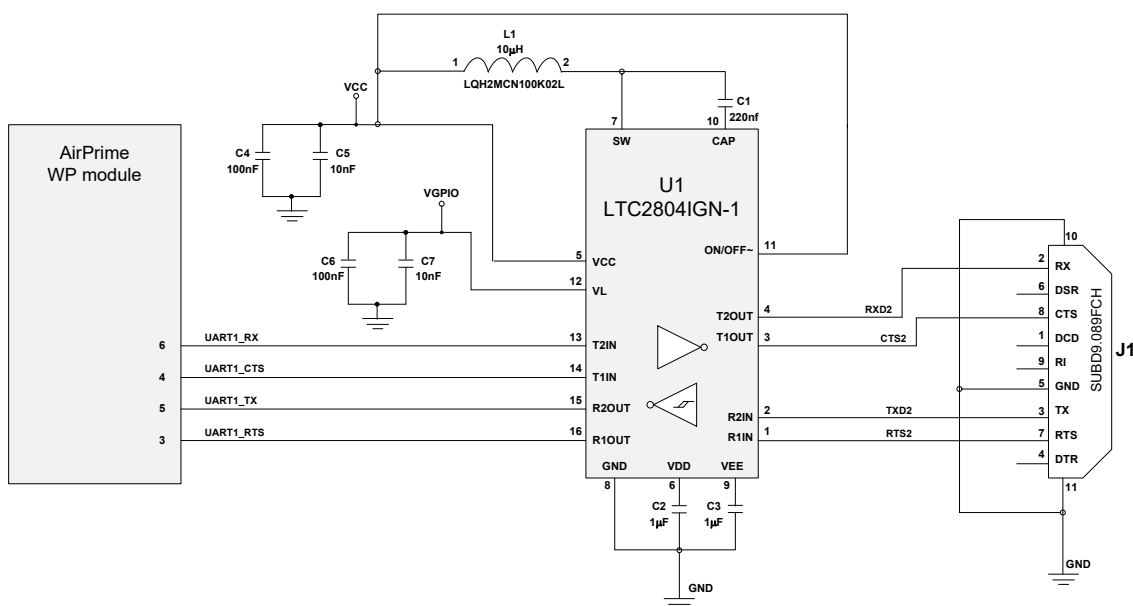 L1
10µH
1
2
LQH2MCN100K02L
VCC
C1
220nf
7
10
SW
CAP
AirPrime
WP module
C4
100nF
C5
10nF
U1
LTC2804IGN-1
VGPIO
C6
100nF
C7
10nF
5
VCC
12
VL
ON/OFF~
11
10
2
RX
6
DSR
8
CTS
1
DCD
9
RI
5
GND
3
TX
7
RTS
4
DTR
11
SUBD9.089FCH
J1
T2OUT
4
RXD2
T1OUT
3
CTS2
6
UART1_RX
13
T2IN
4
UART1_CTS
14
T1IN
5
UART1_TX
15
R2OUT
3
UART1_RTS
16
R1OUT
R2IN
2
TXD2
R1IN
1
RTS2
GND
VDD
VEE
8
6
9
C2
1µF
C3
1µF
GND
GND